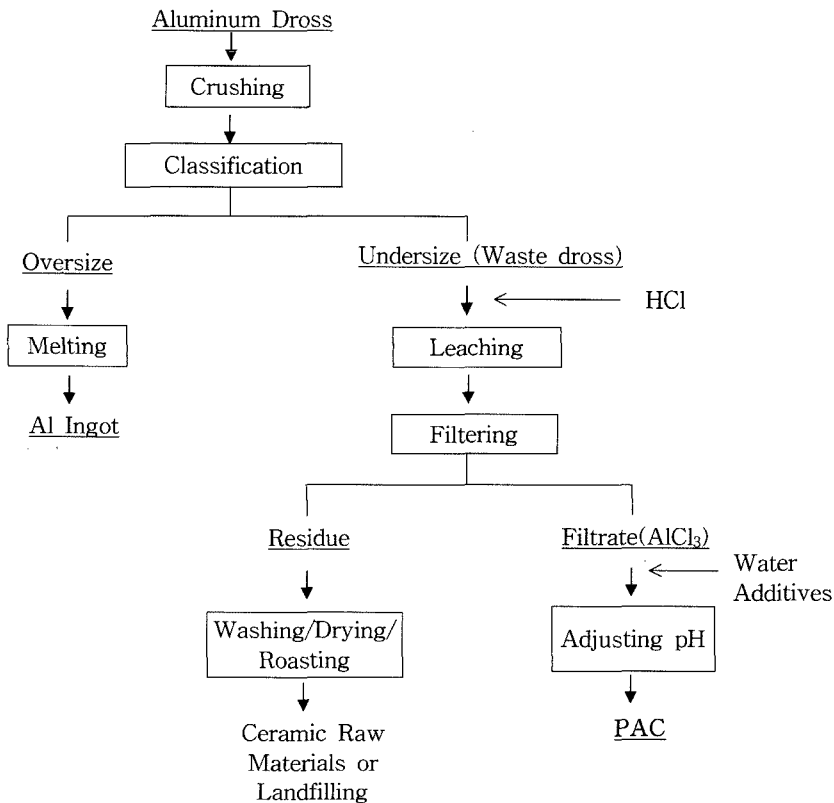 Aluminum Dross
Crushing
Classification
Oversize
Undersize (Waste dross)
HCl
Melting
Leaching
Al Ingot
Filtering
Residue
Filtrate(AlCl₃)
Water
Additives
Washing/Drying/
Roasting
Adjusting pH
Ceramic Raw
Materials or
Landfilling
PAC